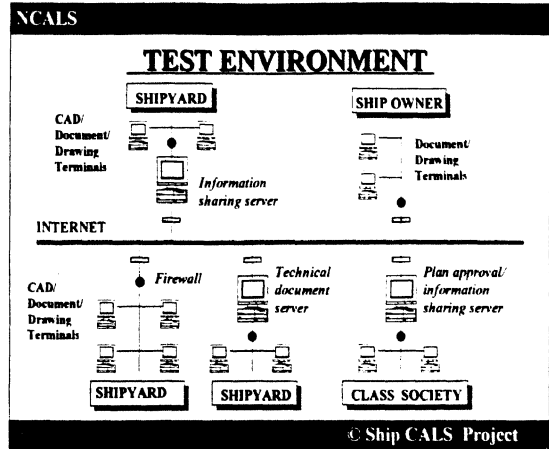 NCALS
TEST ENVIRONMENT
SHIPYARD
SHIP OWNER
CAD/
Document/
Drawing
Terminals
Information
sharing server
Document/
Drawing
Terminals
INTERNET
CAD/
Document/
Drawing
Terminals
Firewall
Technical
document
server
Plan approval/
information
sharing server
SHIPYARD
SHIPYARD
CLASS SOCIETY
© Ship CALS Project